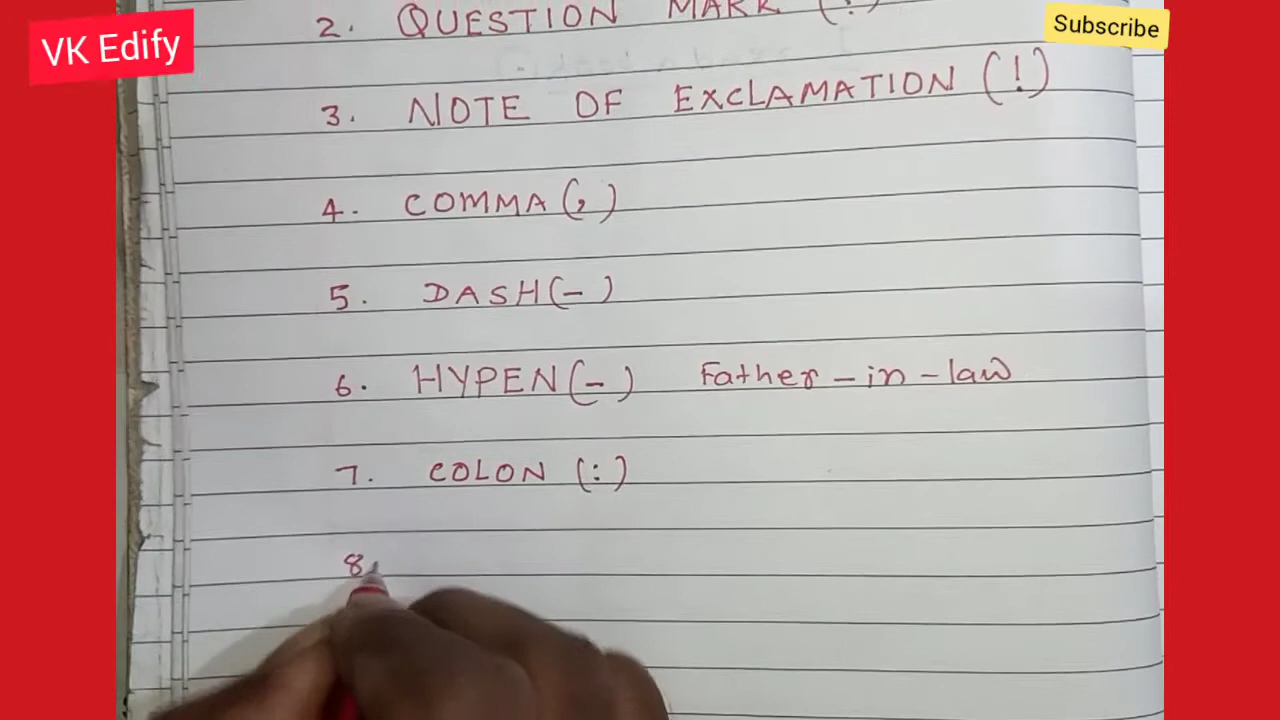 VK Edify
Subscribe
2. QUESTION MARK (?)
3. NOTE OF EXCLAMATION (!)
4. COMMA (,)
5. DASH (-)
6. HYPEN (-) Father-in-law
7. COLON (:)
8.